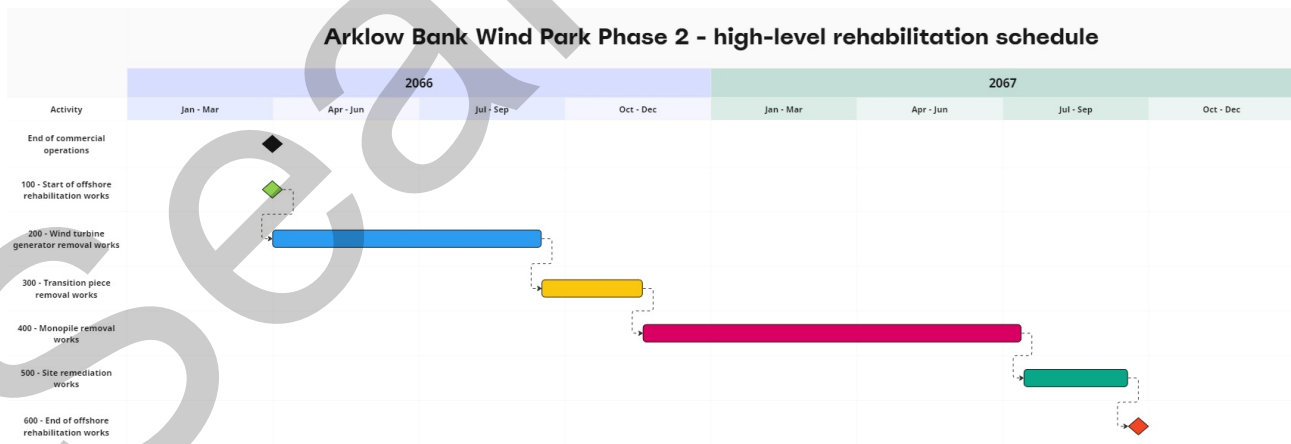 Arklow Bank Wind Park Phase 2 - high-level rehabilitation schedule
2066 2067
Activity Jan - Mar Apr - Jun Jul - Sep Oct - Dec Jan - Mar Apr - Jun Jul - Sep Oct - Dec
End of commercial
operations
100 - Start of offshore
rehabilitation works
200 - Wind turbine
generator removal works
300 - Transition piece
removal works
400 - Monopile removal
works
500 - Site remediation
works
600 - End of offshore
rehabilitation works
Sea